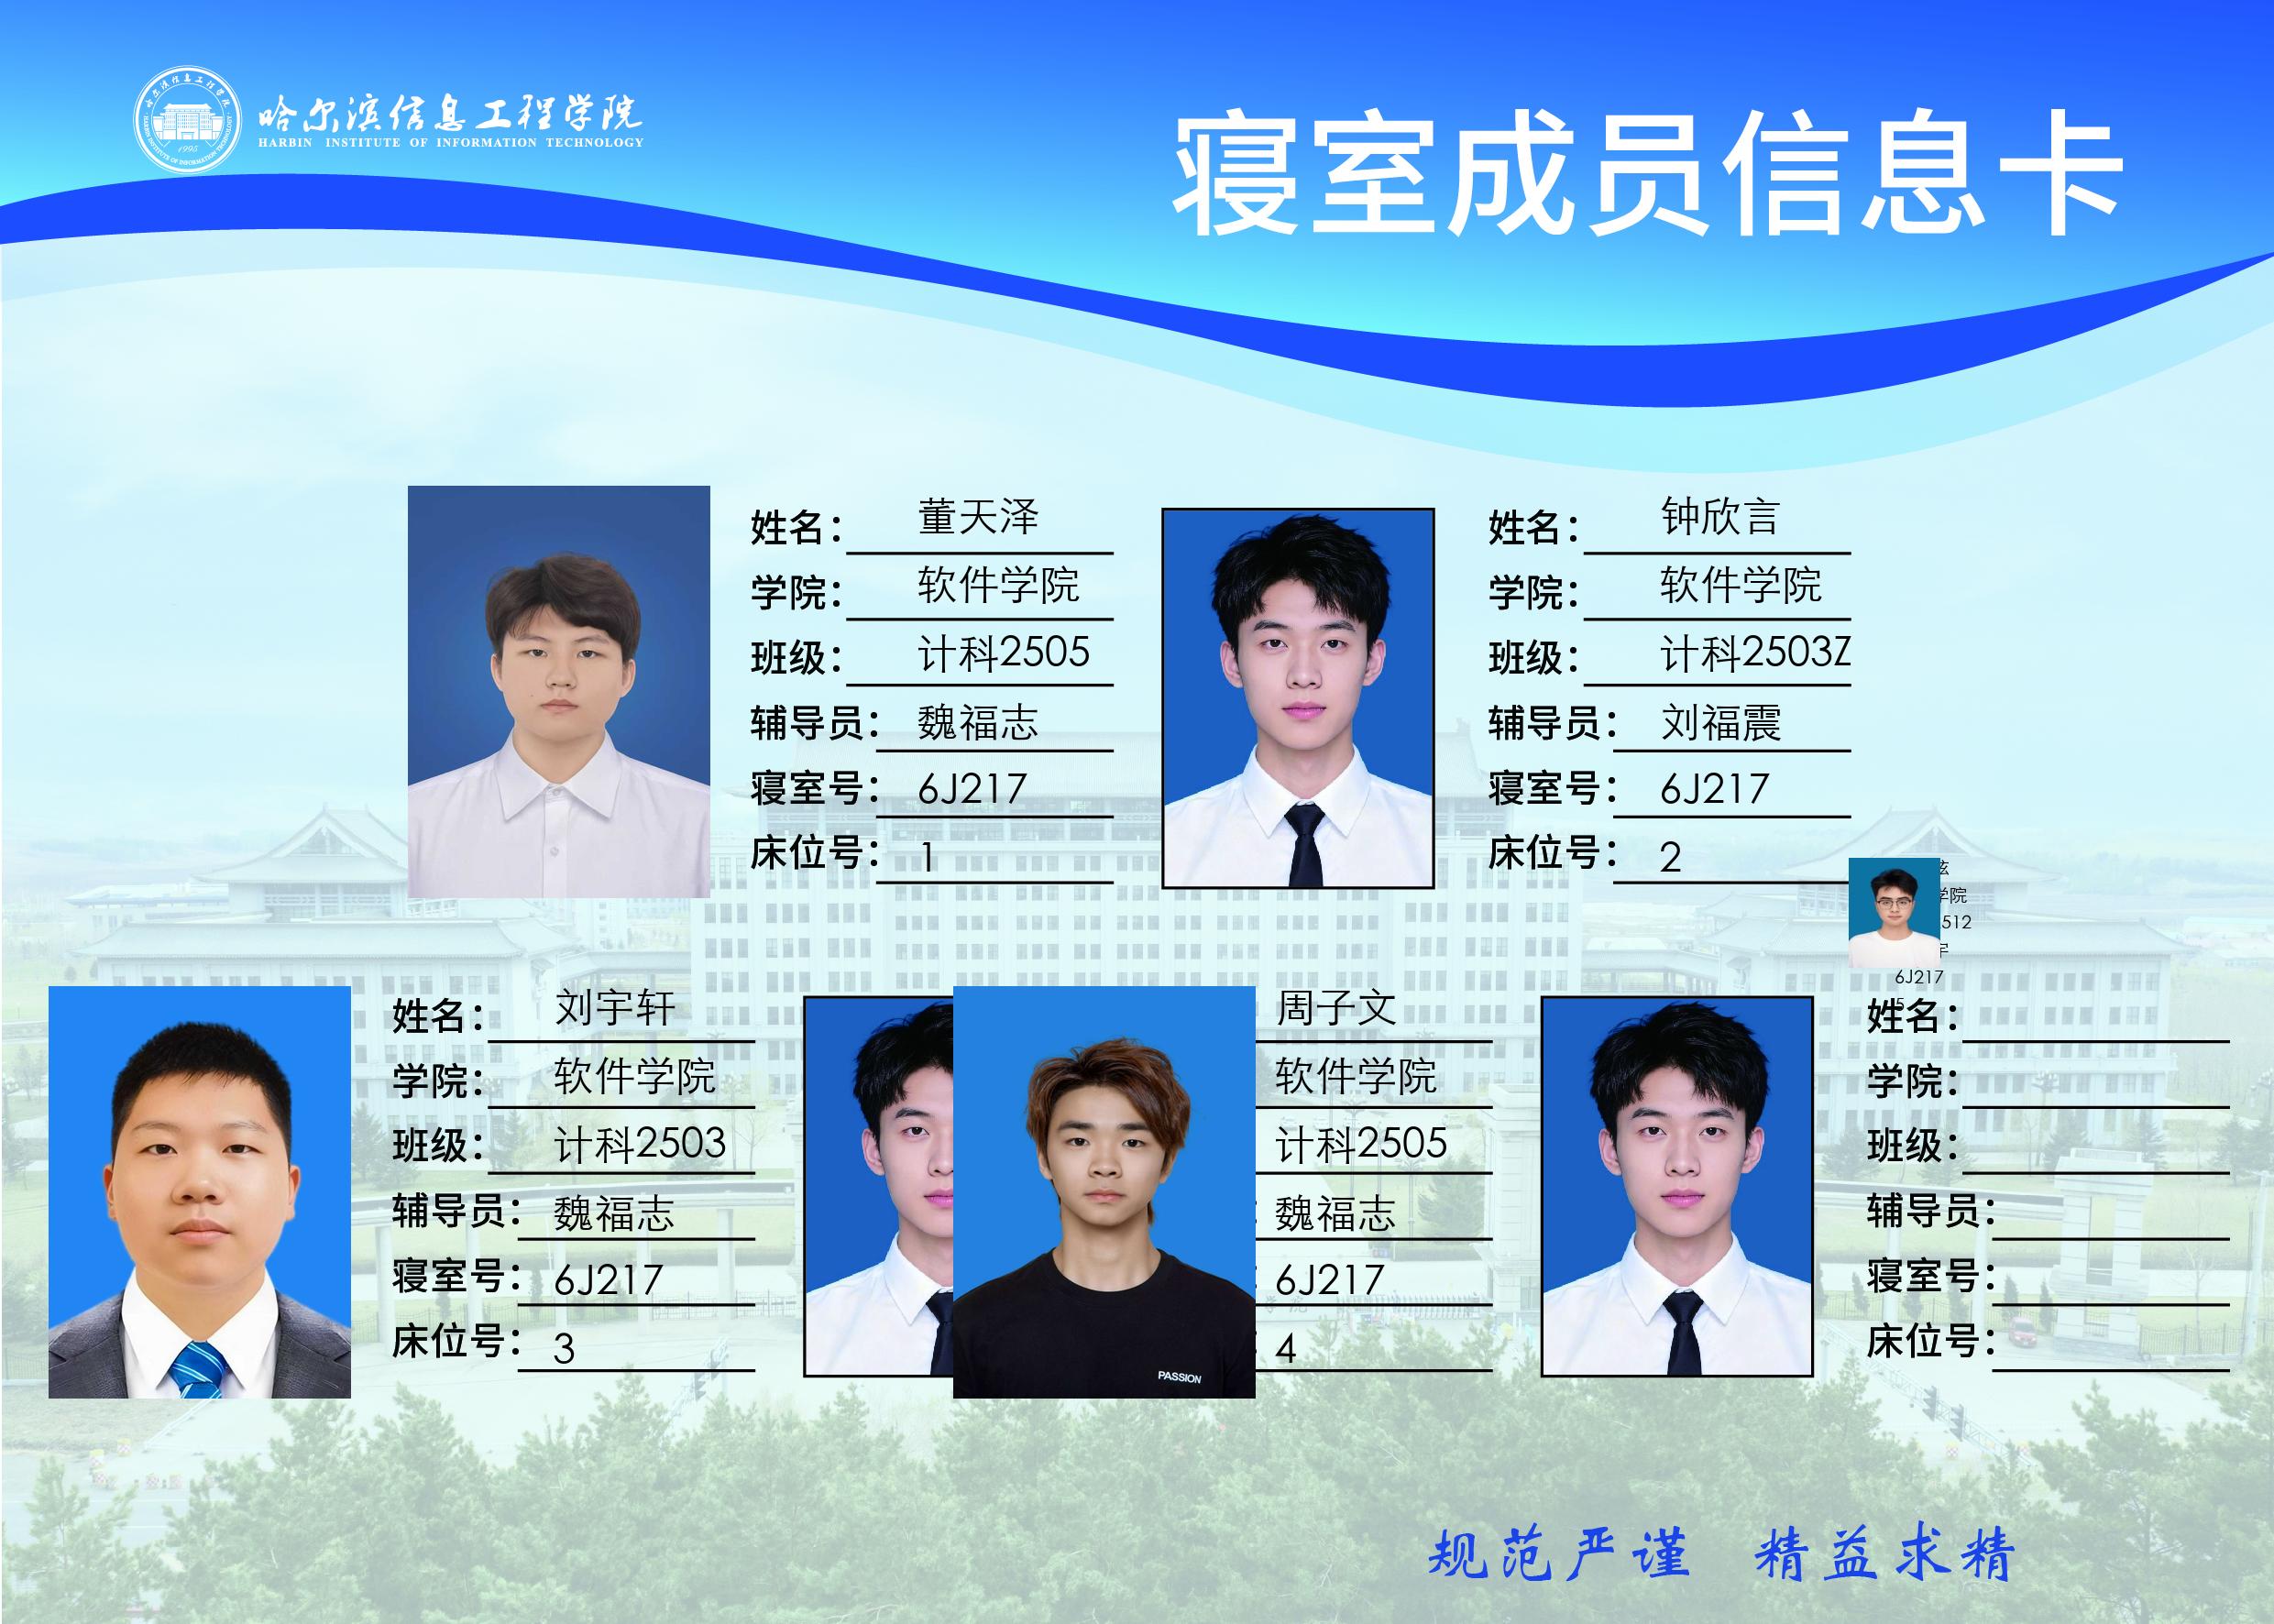 哈尔滨信息工程学院
HARBIN INSTITUTE OF INFORMATION TECHNOLOGY
1995
寝室成员信息卡
姓名： 董天泽
学院： 软件学院
班级： 计科2505
辅导员： 魏福志
寝室号： 6J217
床位号： 1
姓名： 钟欣言
学院： 软件学院
班级： 计科2503Z
辅导员： 刘福震
寝室号： 6J217
床位号： 2
学院
512
6J217
姓名： 刘宇轩
学院： 软件学院
班级： 计科2503
辅导员： 魏福志
寝室号： 6J217
床位号： 3
周子文
软件学院
计科2505
魏福志
6J217
4
PASSION
姓名：
学院：
班级：
辅导员：
寝室号：
床位号：
规范严谨 精益求精